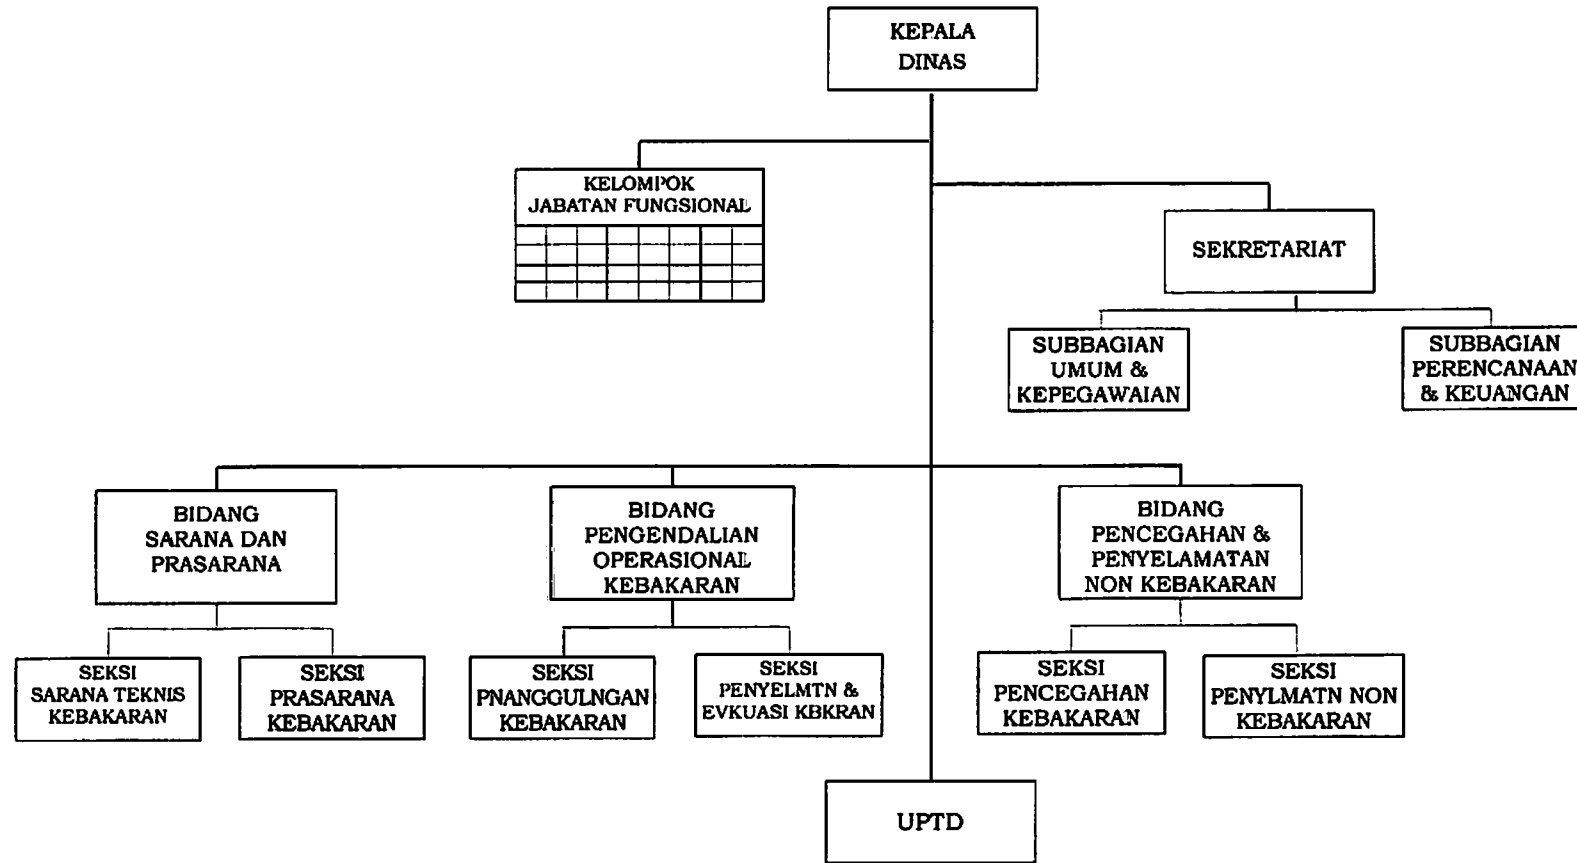 KEPALA
DINAS
KELOMPOK
JABATAN FUNGSIONAL
SEKRETARIAT
SUBBAGIAN
UMUM &
KEPEGAWAIAN
SUBBAGIAN
PERENCANAAN
& KEUANGAN
BIDANG
SARANA DAN
PRASARANA
BIDANG
PENGENDALIAN
OPERASIONAL
KEBAKARAN
BIDANG
PENCEGAHAN &
PENYELAMATAN
NON KEBAKARAN
SEKSI
SARANA TEKNIS
KEBAKARAN
SEKSI
PRASARANA
KEBAKARAN
SEKSI
PNANGGULNGAN
KEBAKARAN
SEKSI
PENYELMTN &
EVKUASI KBKRAN
SEKSI
PENCEGAHAN
KEBAKARAN
SEKSI
PENYLMATN NON
KEBAKARAN
UPTD